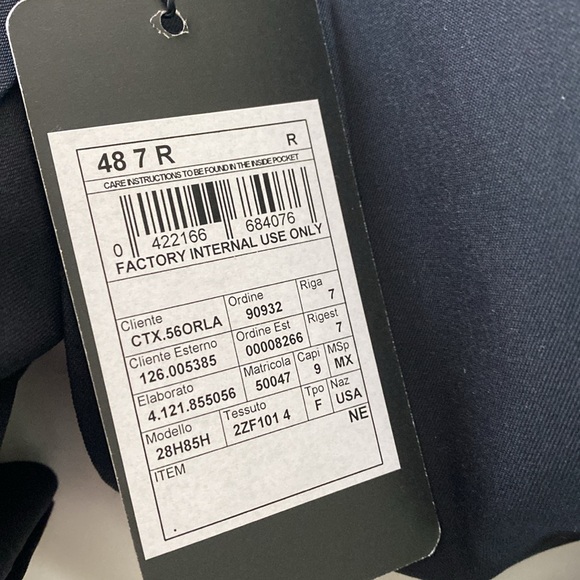 48 7 R R
CARE INSTRUCTIONS TO BE FOUND IN THE INSIDE POCKET
0 422166 684076
FACTORY INTERNAL USE ONLY
Cliente Ordine Riga
CTX.56ORLA 90932 7
Cliente Esterno Ordine Est Rigest
126.005385 00008266 7
Elaborato Matricola Capi MSp
4.121.855056 50047 9 MX
Modello Tessuto Tpo Naz
28H85H 2ZF101 4 F USA
ITEM NE